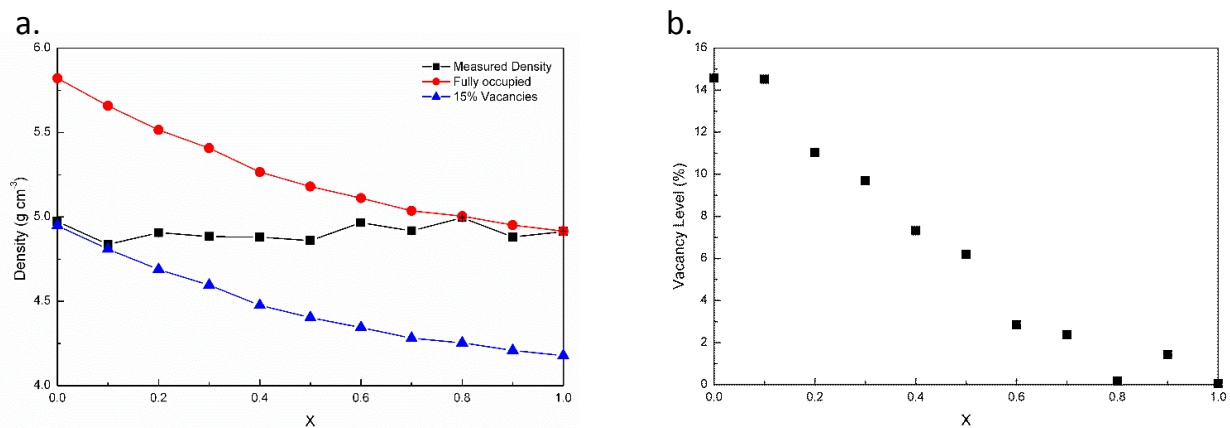 a.
6.0
5.5
5.0
4.5
4.0
0.0 0.2 0.4 0.6 0.8 1.0
Density (g cm⁻³)
X
Measured Density
Fully occupied
15% Vacancies
b.
16
14
12
10
8
6
4
2
0
0.0 0.2 0.4 0.6 0.8 1.0
Vacancy Level (%)
X